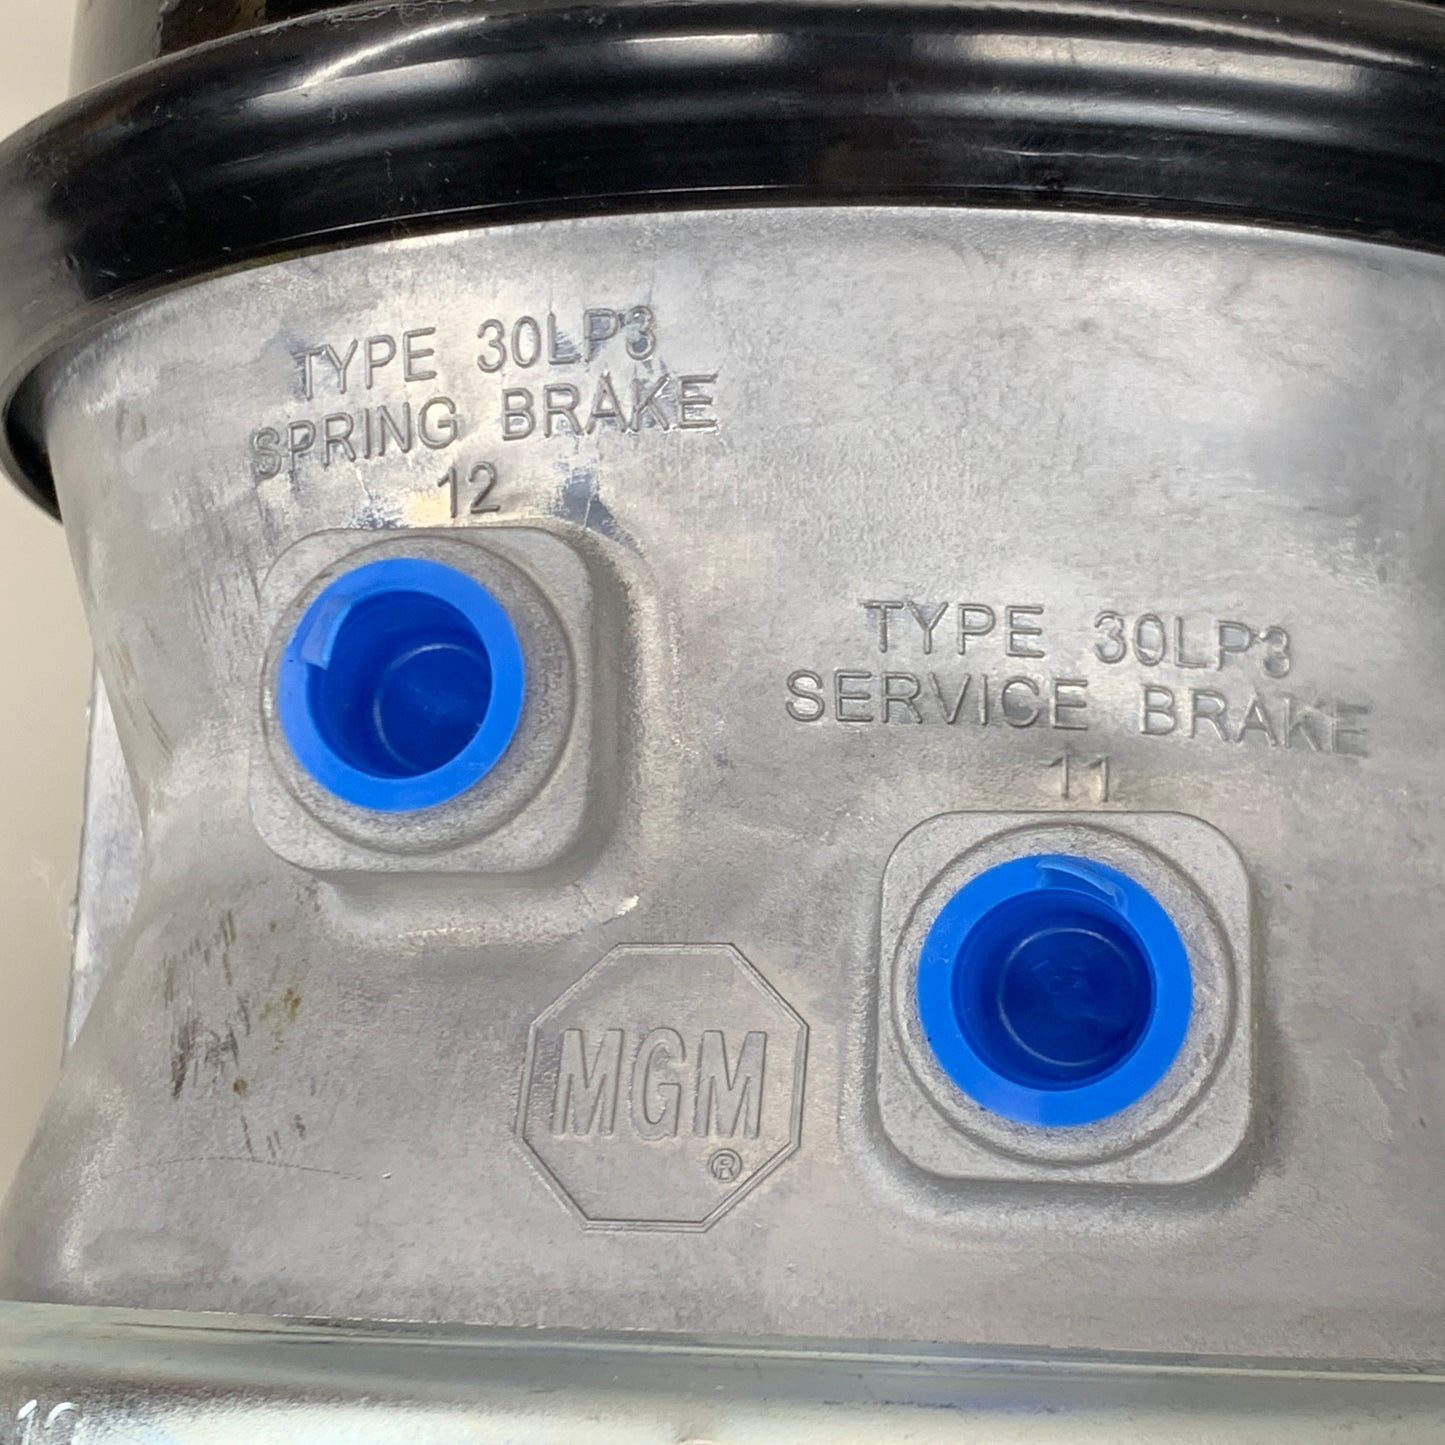 TYPE 30LP3
SPRING BRAKE
12
TYPE 30LP3
SERVICE BRAKE
11
MGM
®